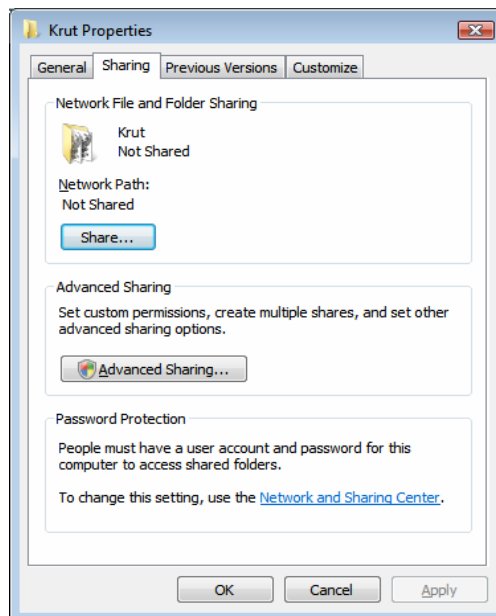 Krut Properties
General Sharing Previous Versions Customize
Network File and Folder Sharing
Krut
Not Shared
Network Path:
Not Shared
Share...
Advanced Sharing
Set custom permissions, create multiple shares, and set other
advanced sharing options.
Advanced Sharing...
Password Protection
People must have a user account and password for this
computer to access shared folders.
To change this setting, use the Network and Sharing Center.
OK Cancel Apply